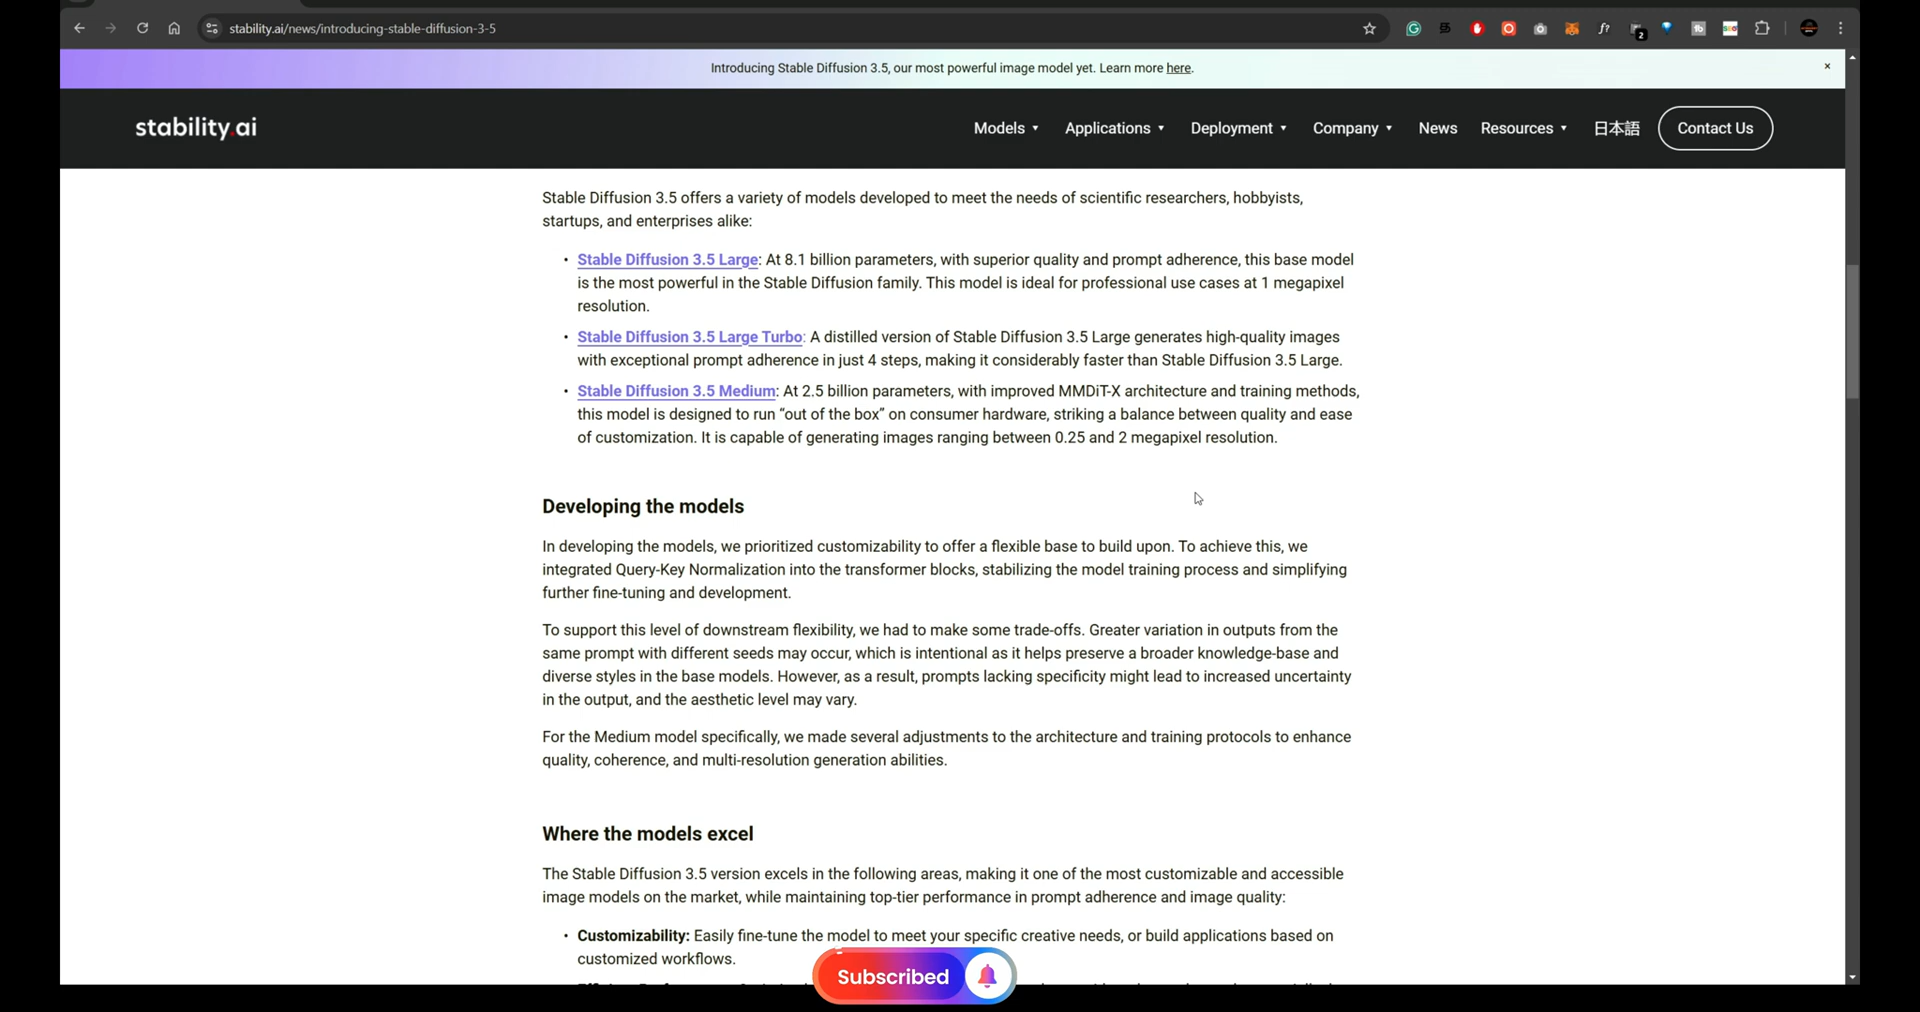 stability.ai/news/introducing-stable-diffusion-3-5
2
Introducing Stable Diffusion 3.5, our most powerful image model yet. Learn more here.
×
stability.ai
Models
Applications
Deployment
Company
News
Resources
日本語
Contact Us
Stable Diffusion 3.5 offers a variety of models developed to meet the needs of scientific researchers, hobbyists,
startups, and enterprises alike:
• Stable Diffusion 3.5 Large: At 8.1 billion parameters, with superior quality and prompt adherence, this base model
is the most powerful in the Stable Diffusion family. This model is ideal for professional use cases at 1 megapixel
resolution.
• Stable Diffusion 3.5 Large Turbo: A distilled version of Stable Diffusion 3.5 Large generates high-quality images
with exceptional prompt adherence in just 4 steps, making it considerably faster than Stable Diffusion 3.5 Large.
• Stable Diffusion 3.5 Medium: At 2.5 billion parameters, with improved MMDiT-X architecture and training methods,
this model is designed to run “out of the box” on consumer hardware, striking a balance between quality and ease
of customization. It is capable of generating images ranging between 0.25 and 2 megapixel resolution.
Developing the models
In developing the models, we prioritized customizability to offer a flexible base to build upon. To achieve this, we
integrated Query-Key Normalization into the transformer blocks, stabilizing the model training process and simplifying
further fine-tuning and development.
To support this level of downstream flexibility, we had to make some trade-offs. Greater variation in outputs from the
same prompt with different seeds may occur, which is intentional as it helps preserve a broader knowledge-base and
diverse styles in the base models. However, as a result, prompts lacking specificity might lead to increased uncertainty
in the output, and the aesthetic level may vary.
For the Medium model specifically, we made several adjustments to the architecture and training protocols to enhance
quality, coherence, and multi-resolution generation abilities.
Where the models excel
The Stable Diffusion 3.5 version excels in the following areas, making it one of the most customizable and accessible
image models on the market, while maintaining top-tier performance in prompt adherence and image quality:
• Customizability: Easily fine-tune the model to meet your specific creative needs, or build applications based on
customized workflows.
Subscribed